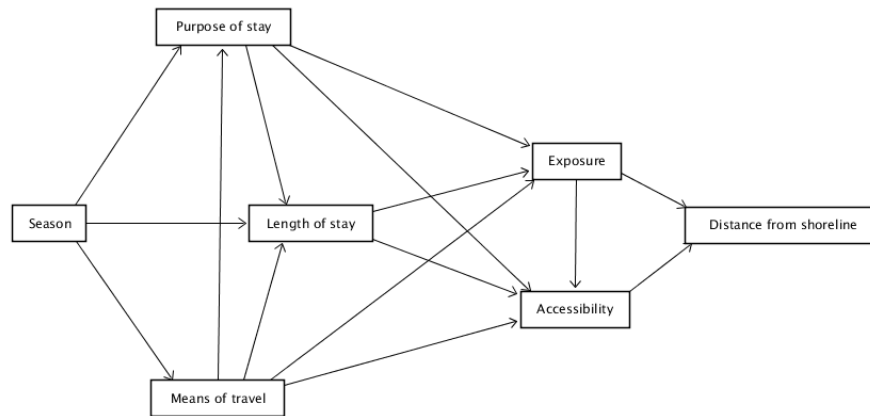 Purpose of stay
Exposure
Season
Length of stay
Distance from shoreline
Accessibility
Means of travel